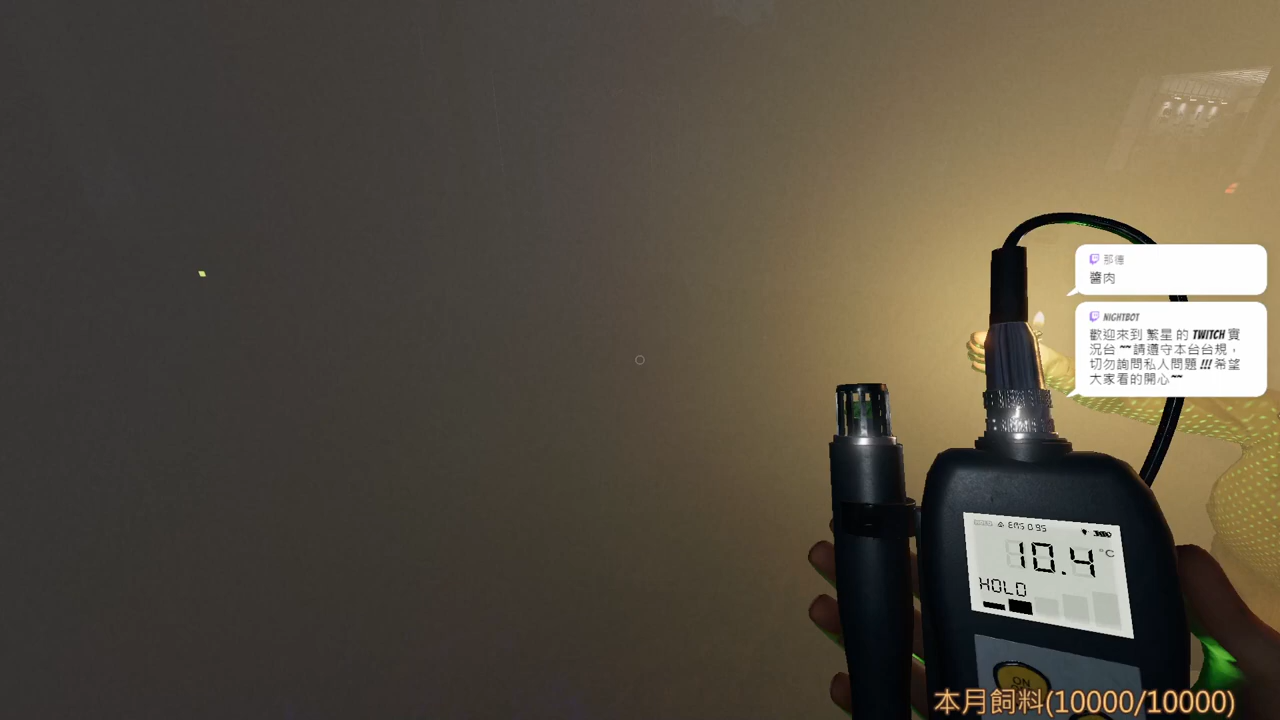 那德
醬肉
NIGHTBOT
歡迎來到 繁星 的 TWITCH 實
況台 ~~ 請遵守本台台規，
切勿詢問私人問題 !!! 希望
大家看的開心 ~~
EMS 0.95
10.4 °C
HOLD
ON
本月飼料(10000/10000)